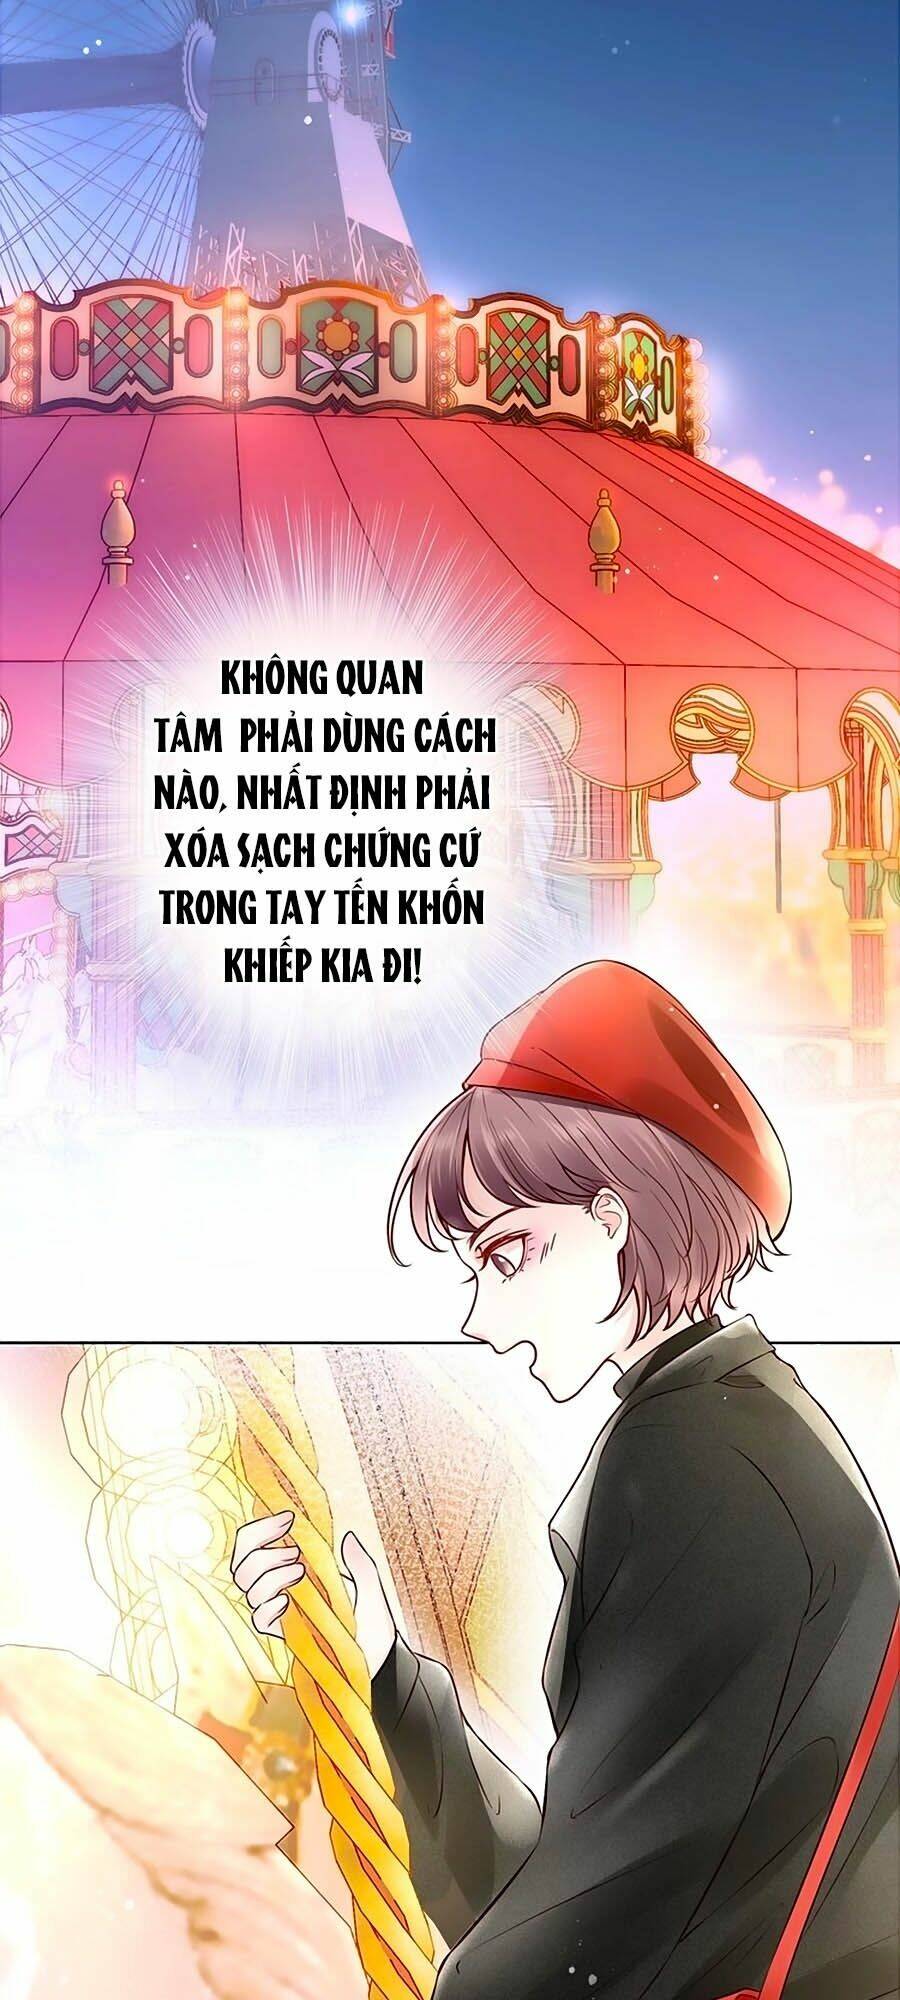 KHÔNG QUAN
TÂM PHẢI DÙNG CÁCH
NÀO, NHẤT ĐỊNH PHẢI
XÓA SẠCH CHỨNG CỨ
TRONG TAY TẾN KHỐN
KHIẾP KIA ĐI!